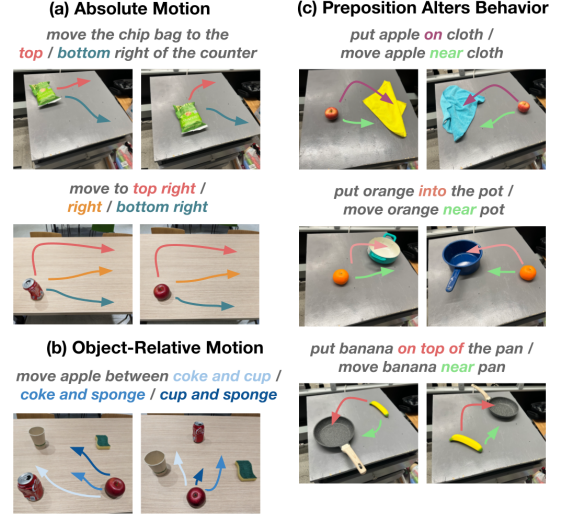 (a) Absolute Motion
move the chip bag to the
top / bottom right of the counter
move to top right /
right / bottom right
(b) Object-Relative Motion
move apple between coke and cup /
coke and sponge / cup and sponge
(c) Preposition Alters Behavior
put apple on cloth /
move apple near cloth
put orange into the pot /
move orange near pot
put banana on top of the pan /
move banana near pan